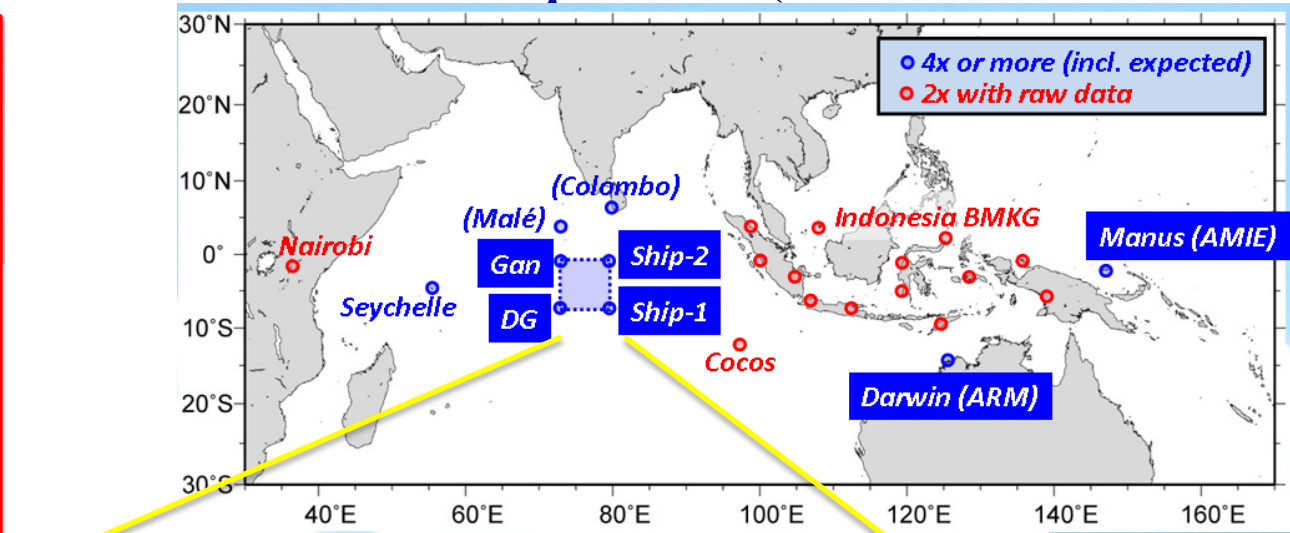 30°N
4x or more (incl. expected)
2x with raw data
20°N
10°N
(Colombo)
(Malé)
Indonesia BMKG
Manus (AMIE)
Nairobi
0°
Gan
Ship-2
Seychelle
DG
Ship-1
10°S
Cocos
Darwin (ARM)
20°S
30°S
40°E 60°E 80°E 100°E 120°E 140°E 160°E